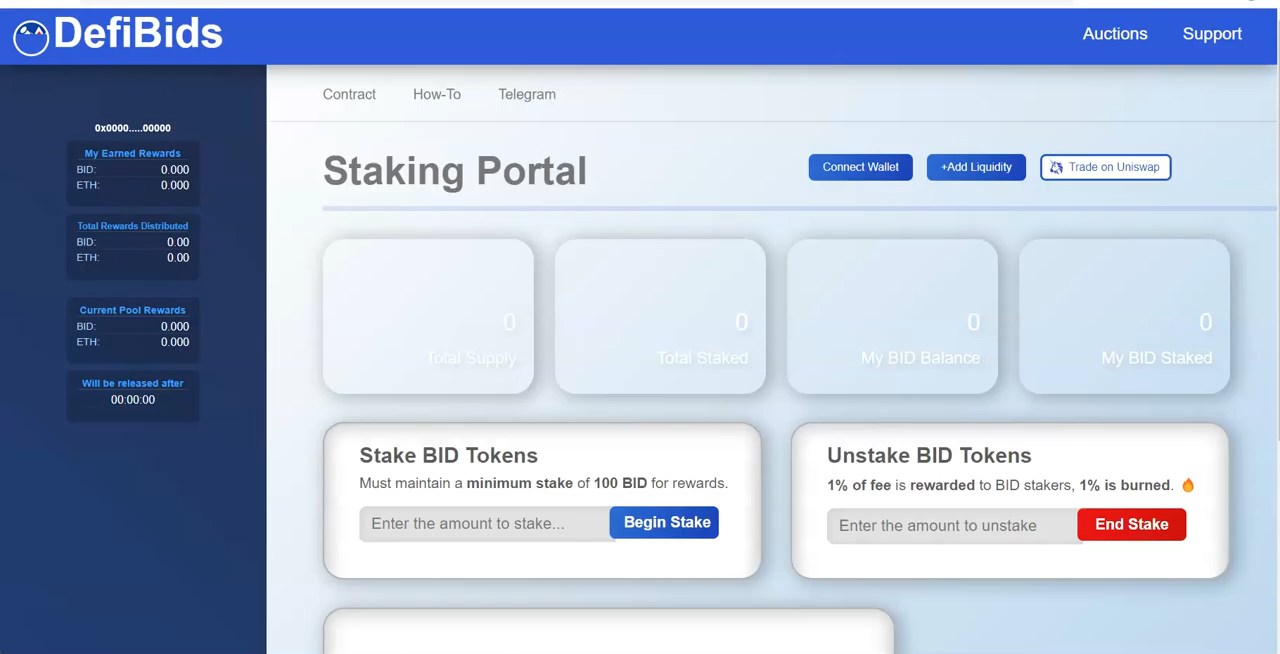 DefiBids
Auctions
Support
0x0000.....00000
My Earned Rewards
BID: 0.000
ETH: 0.000
Total Rewards Distributed
BID: 0.00
ETH: 0.00
Current Pool Rewards
BID: 0.000
ETH: 0.000
Will be released after
00:00:00
Contract
How-To
Telegram
Staking Portal
Connect Wallet
+Add Liquidity
Trade on Uniswap
0
Total Supply
0
Total Staked
0
My BID Balance
0
My BID Staked
Stake BID Tokens
Must maintain a minimum stake of 100 BID for rewards.
Enter the amount to stake...
Begin Stake
Unstake BID Tokens
1% of fee is rewarded to BID stakers, 1% is burned. 🔥
Enter the amount to unstake
End Stake